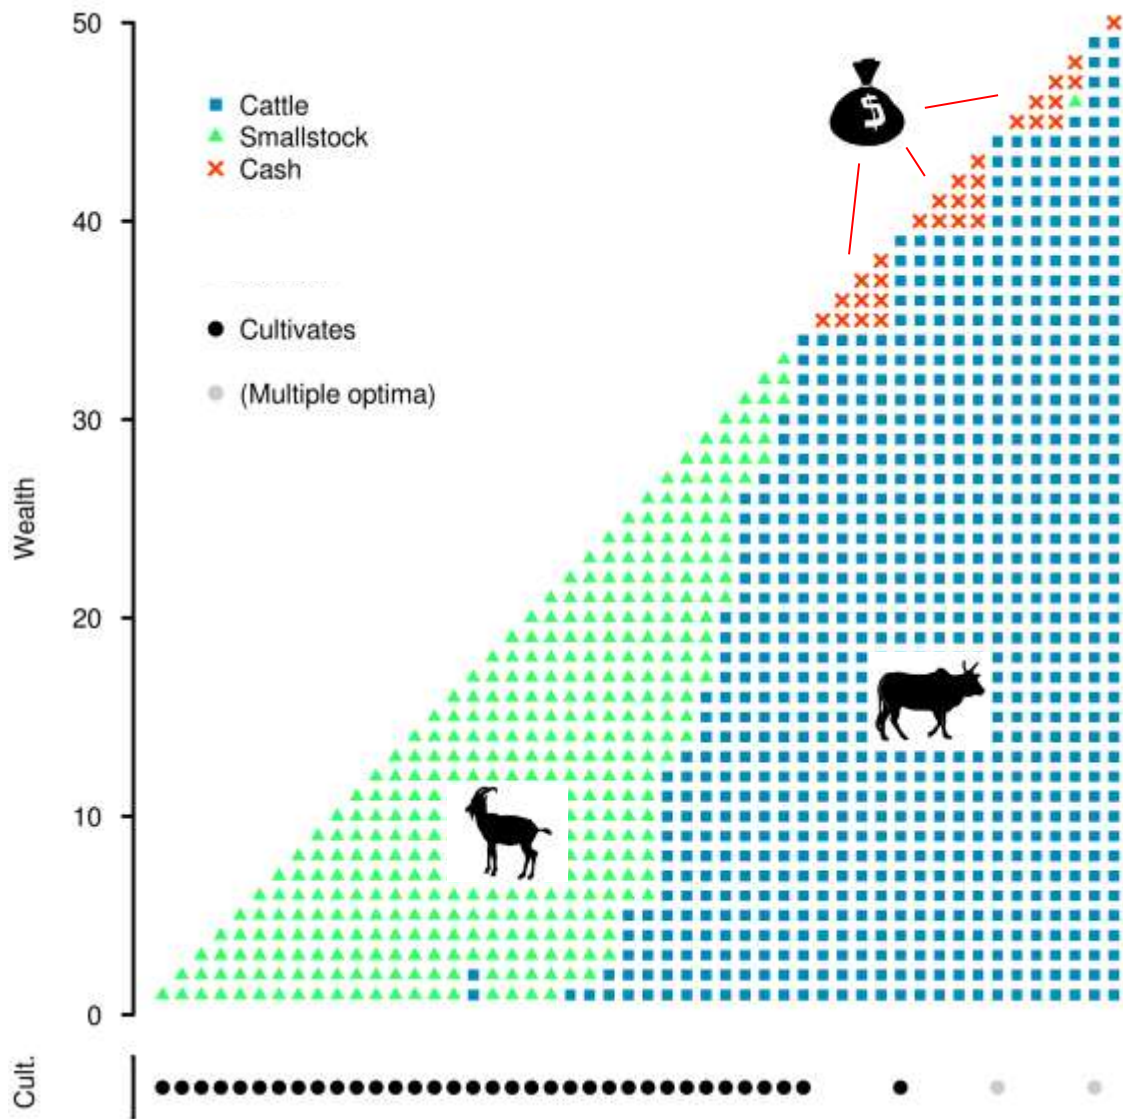 50
40
30
20
10
0
Wealth
Cult.
Cattle
Smallstock
Cash
Cultivates
(Multiple optima)
$